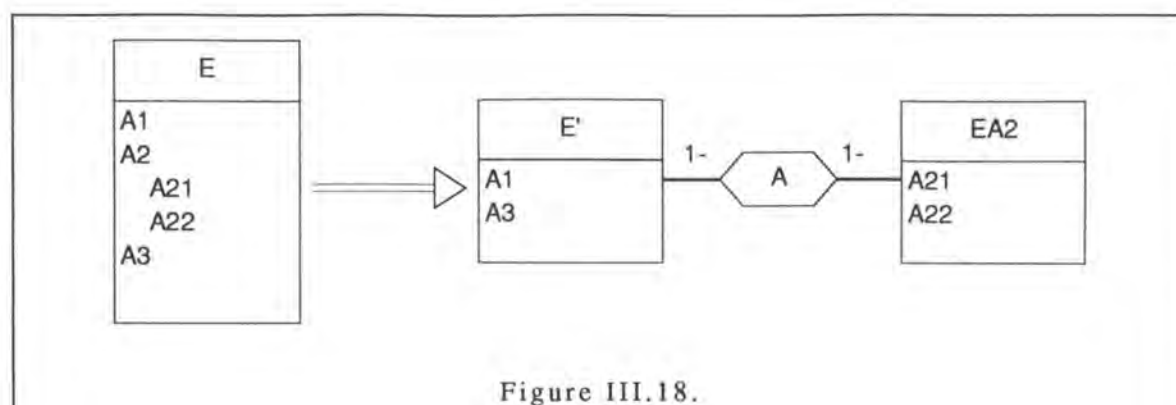 E
A1
A2
A21
A22
A3
E'
A1
A3
1-
A
1-
EA2
A21
A22
Figure III.18.